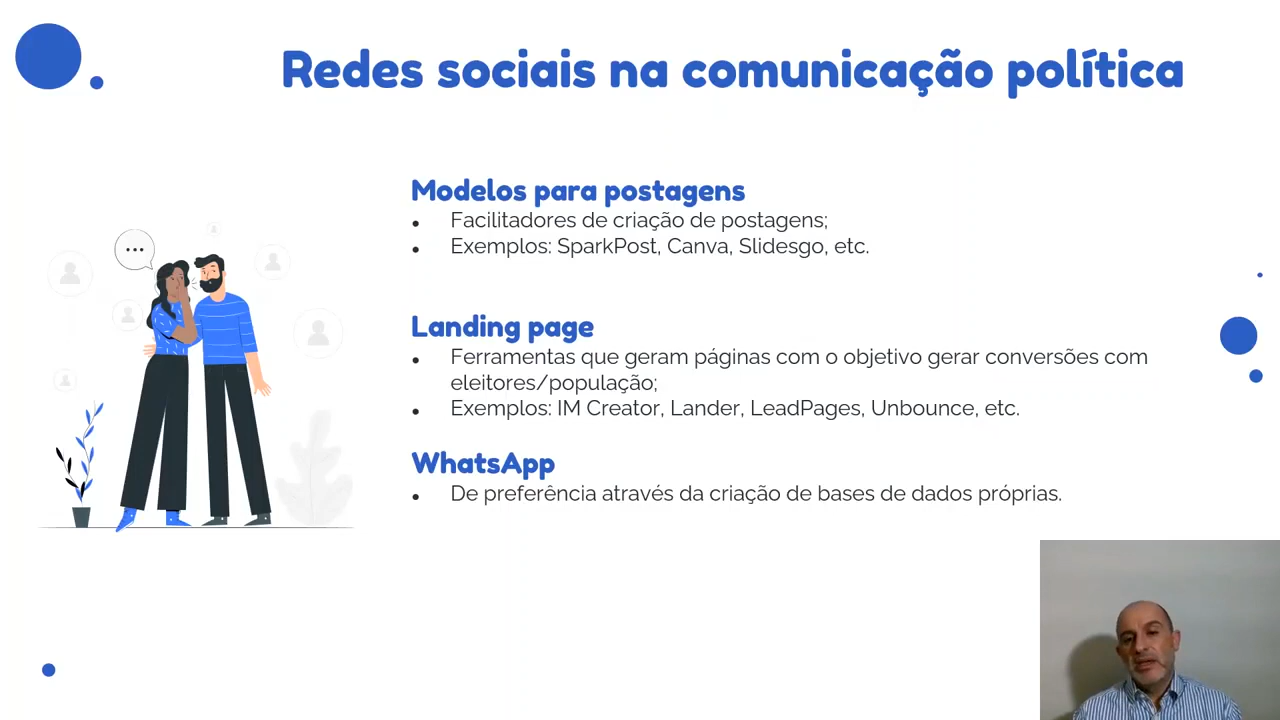 Redes sociais na comunicação política
Modelos para postagens
• Facilitadores de criação de postagens;
• Exemplos: SparkPost, Canva, Slidesgo, etc.
Landing page
• Ferramentas que geram páginas com o objetivo gerar conversões com
eleitores/população;
• Exemplos: IM Creator, Lander, LeadPages, Unbounce, etc.
WhatsApp
• De preferência através da criação de bases de dados próprias.